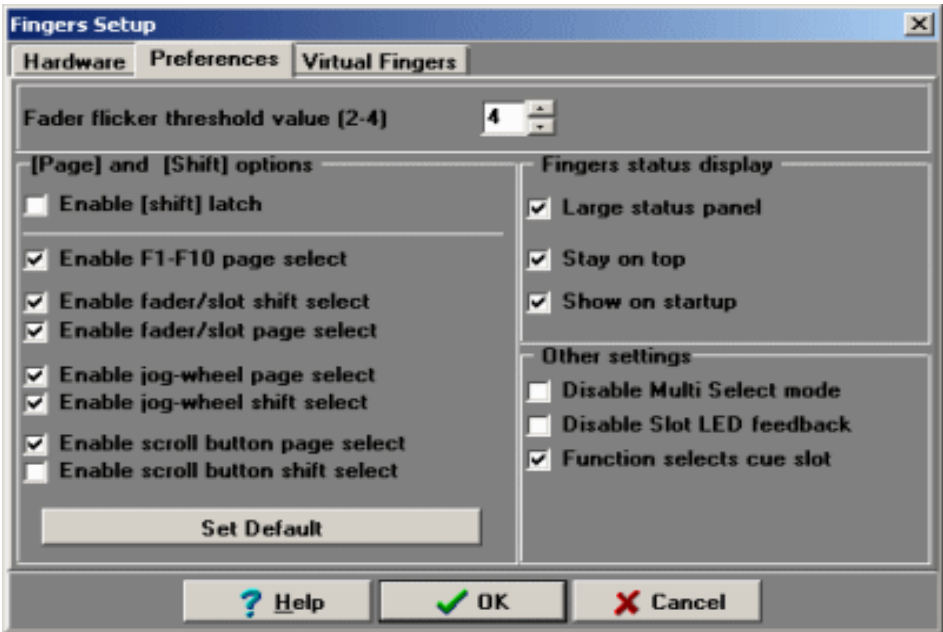 Fingers Setup
Hardware Preferences Virtual Fingers
Fader flicker threshold value (2-4) 4
[Page] and [Shift] options
Enable [shift] latch
Enable F1-F10 page select
Enable fader/slot shift select
Enable fader/slot page select
Enable jog-wheel page select
Enable jog-wheel shift select
Enable scroll button page select
Enable scroll button shift select
Set Default
Fingers status display
Large status panel
Stay on top
Show on startup
Other settings
Disable Multi Select mode
Disable Slot LED feedback
Function selects cue slot
Help OK Cancel